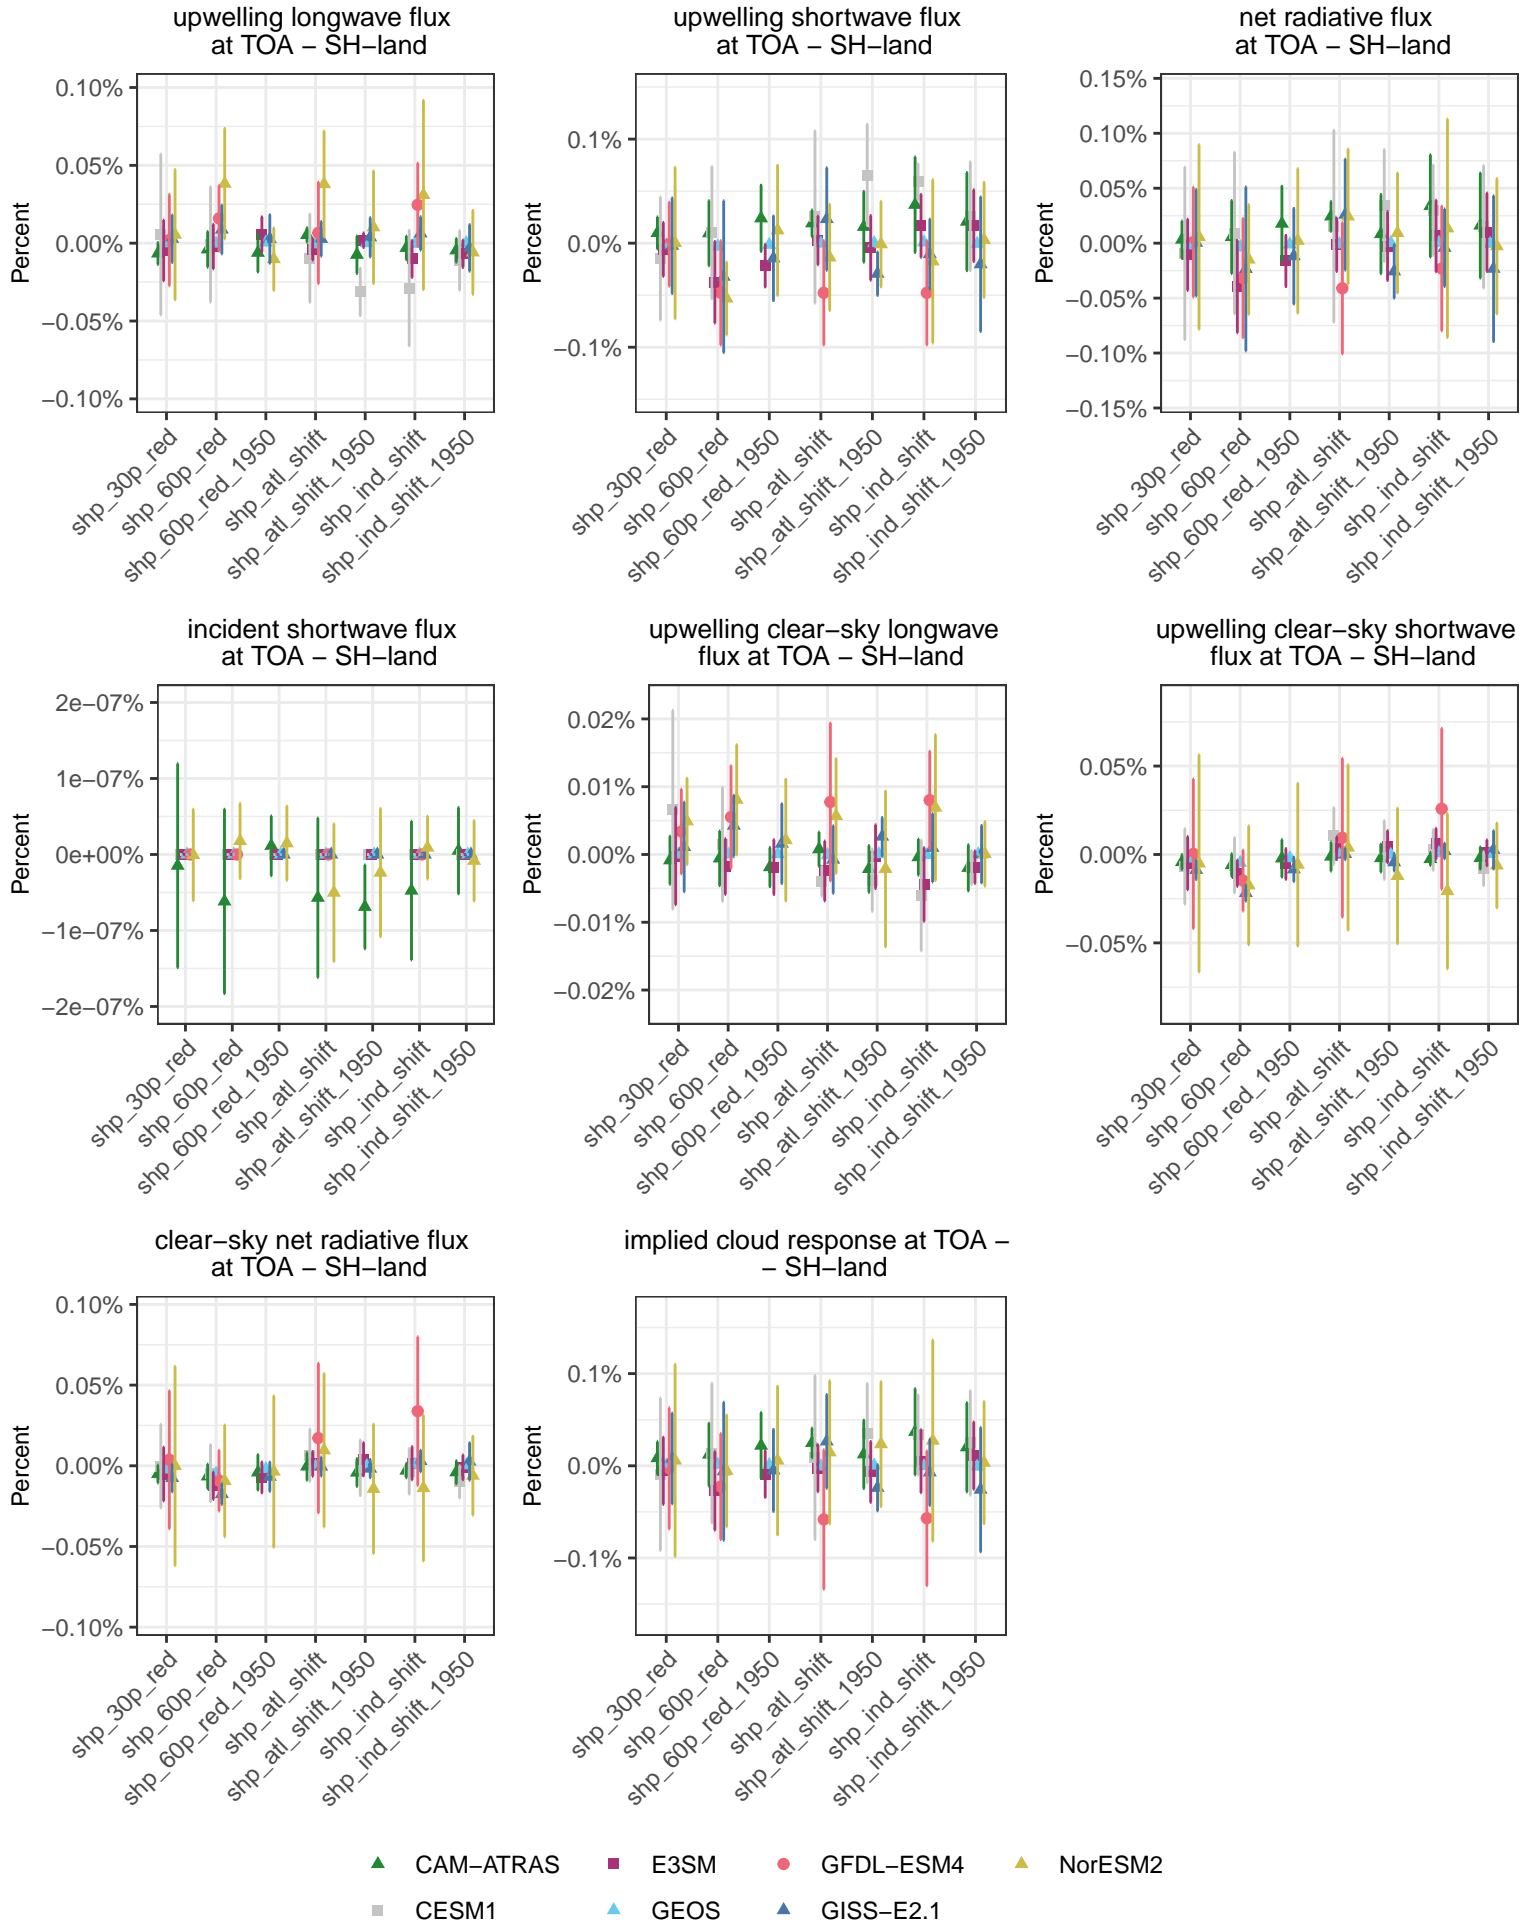 upwelling longwave flux
at TOA − SH−land
Percent
0.10%
0.05%
0.00%
−0.05%
−0.10%
shp_30p_red
shp_60p_red
shp_60p_red_1950
shp_atl_shift
shp_atl_shift_1950
shp_ind_shift
shp_ind_shift_1950
upwelling shortwave flux
at TOA − SH−land
Percent
0.1%
0.0%
−0.1%
shp_30p_red
shp_60p_red
shp_60p_red_1950
shp_atl_shift
shp_atl_shift_1950
shp_ind_shift
shp_ind_shift_1950
net radiative flux
at TOA − SH−land
Percent
0.15%
0.10%
0.05%
0.00%
−0.05%
−0.10%
−0.15%
shp_30p_red
shp_60p_red
shp_60p_red_1950
shp_atl_shift
shp_atl_shift_1950
shp_ind_shift
shp_ind_shift_1950
incident shortwave flux
at TOA − SH−land
Percent
2e−07%
1e−07%
0e+00%
−1e−07%
−2e−07%
shp_30p_red
shp_60p_red
shp_60p_red_1950
shp_atl_shift
shp_atl_shift_1950
shp_ind_shift
shp_ind_shift_1950
upwelling clear−sky longwave
flux at TOA − SH−land
Percent
0.02%
0.01%
0.00%
−0.01%
−0.02%
shp_30p_red
shp_60p_red
shp_60p_red_1950
shp_atl_shift
shp_atl_shift_1950
shp_ind_shift
shp_ind_shift_1950
upwelling clear−sky shortwave
flux at TOA − SH−land
Percent
0.05%
0.00%
−0.05%
shp_30p_red
shp_60p_red
shp_60p_red_1950
shp_atl_shift
shp_atl_shift_1950
shp_ind_shift
shp_ind_shift_1950
clear−sky net radiative flux
at TOA − SH−land
Percent
0.10%
0.05%
0.00%
−0.05%
−0.10%
shp_30p_red
shp_60p_red
shp_60p_red_1950
shp_atl_shift
shp_atl_shift_1950
shp_ind_shift
shp_ind_shift_1950
implied cloud response at TOA −
− SH−land
Percent
0.1%
0.0%
−0.1%
shp_30p_red
shp_60p_red
shp_60p_red_1950
shp_atl_shift
shp_atl_shift_1950
shp_ind_shift
shp_ind_shift_1950
CAM−ATRAS E3SM GFDL−ESM4 NorESM2
CESM1 GEOS GISS−E2.1